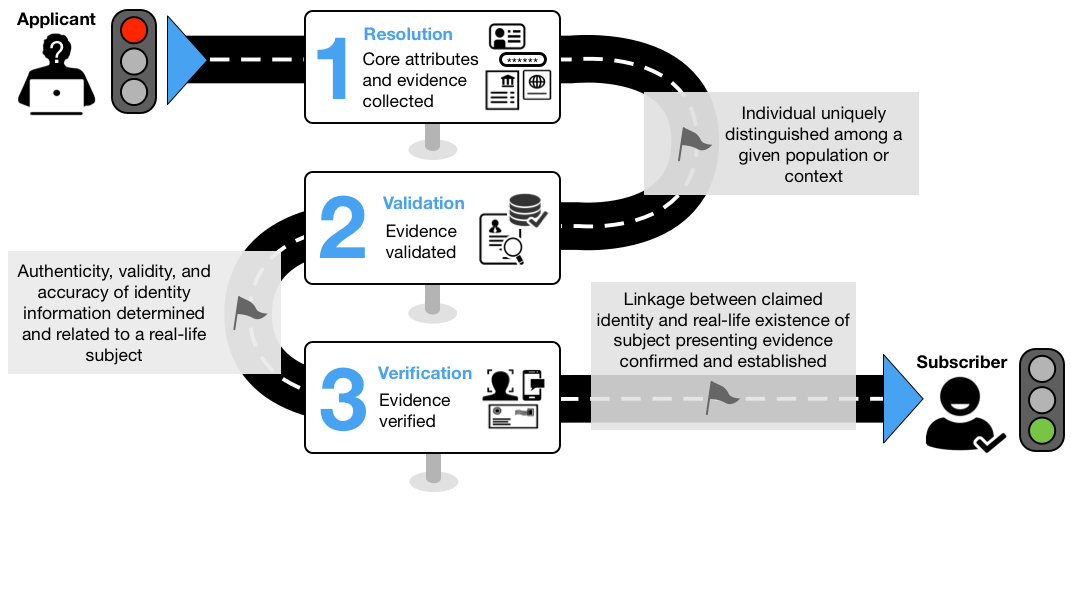 Applicant
?
1
Resolution
Core attributes
and evidence
collected
******
Individual uniquely
distinguished among a
given population or
context
2
Validation
Evidence
validated
Authenticity, validity, and
accuracy of identity
information determined
and related to a real-life
subject
3
Verification
Evidence
verified
Linkage between claimed
identity and real-life existence of
subject presenting evidence
confirmed and established
Subscriber